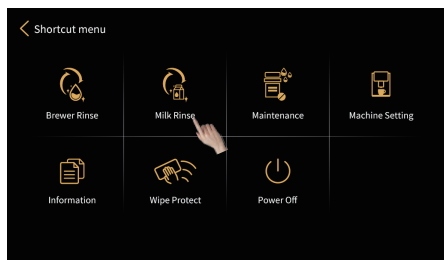 Shortcut menu
Brewer Rinse
Milk Rinse
Maintenance
Machine Setting
Information
Wipe Protect
Power Off